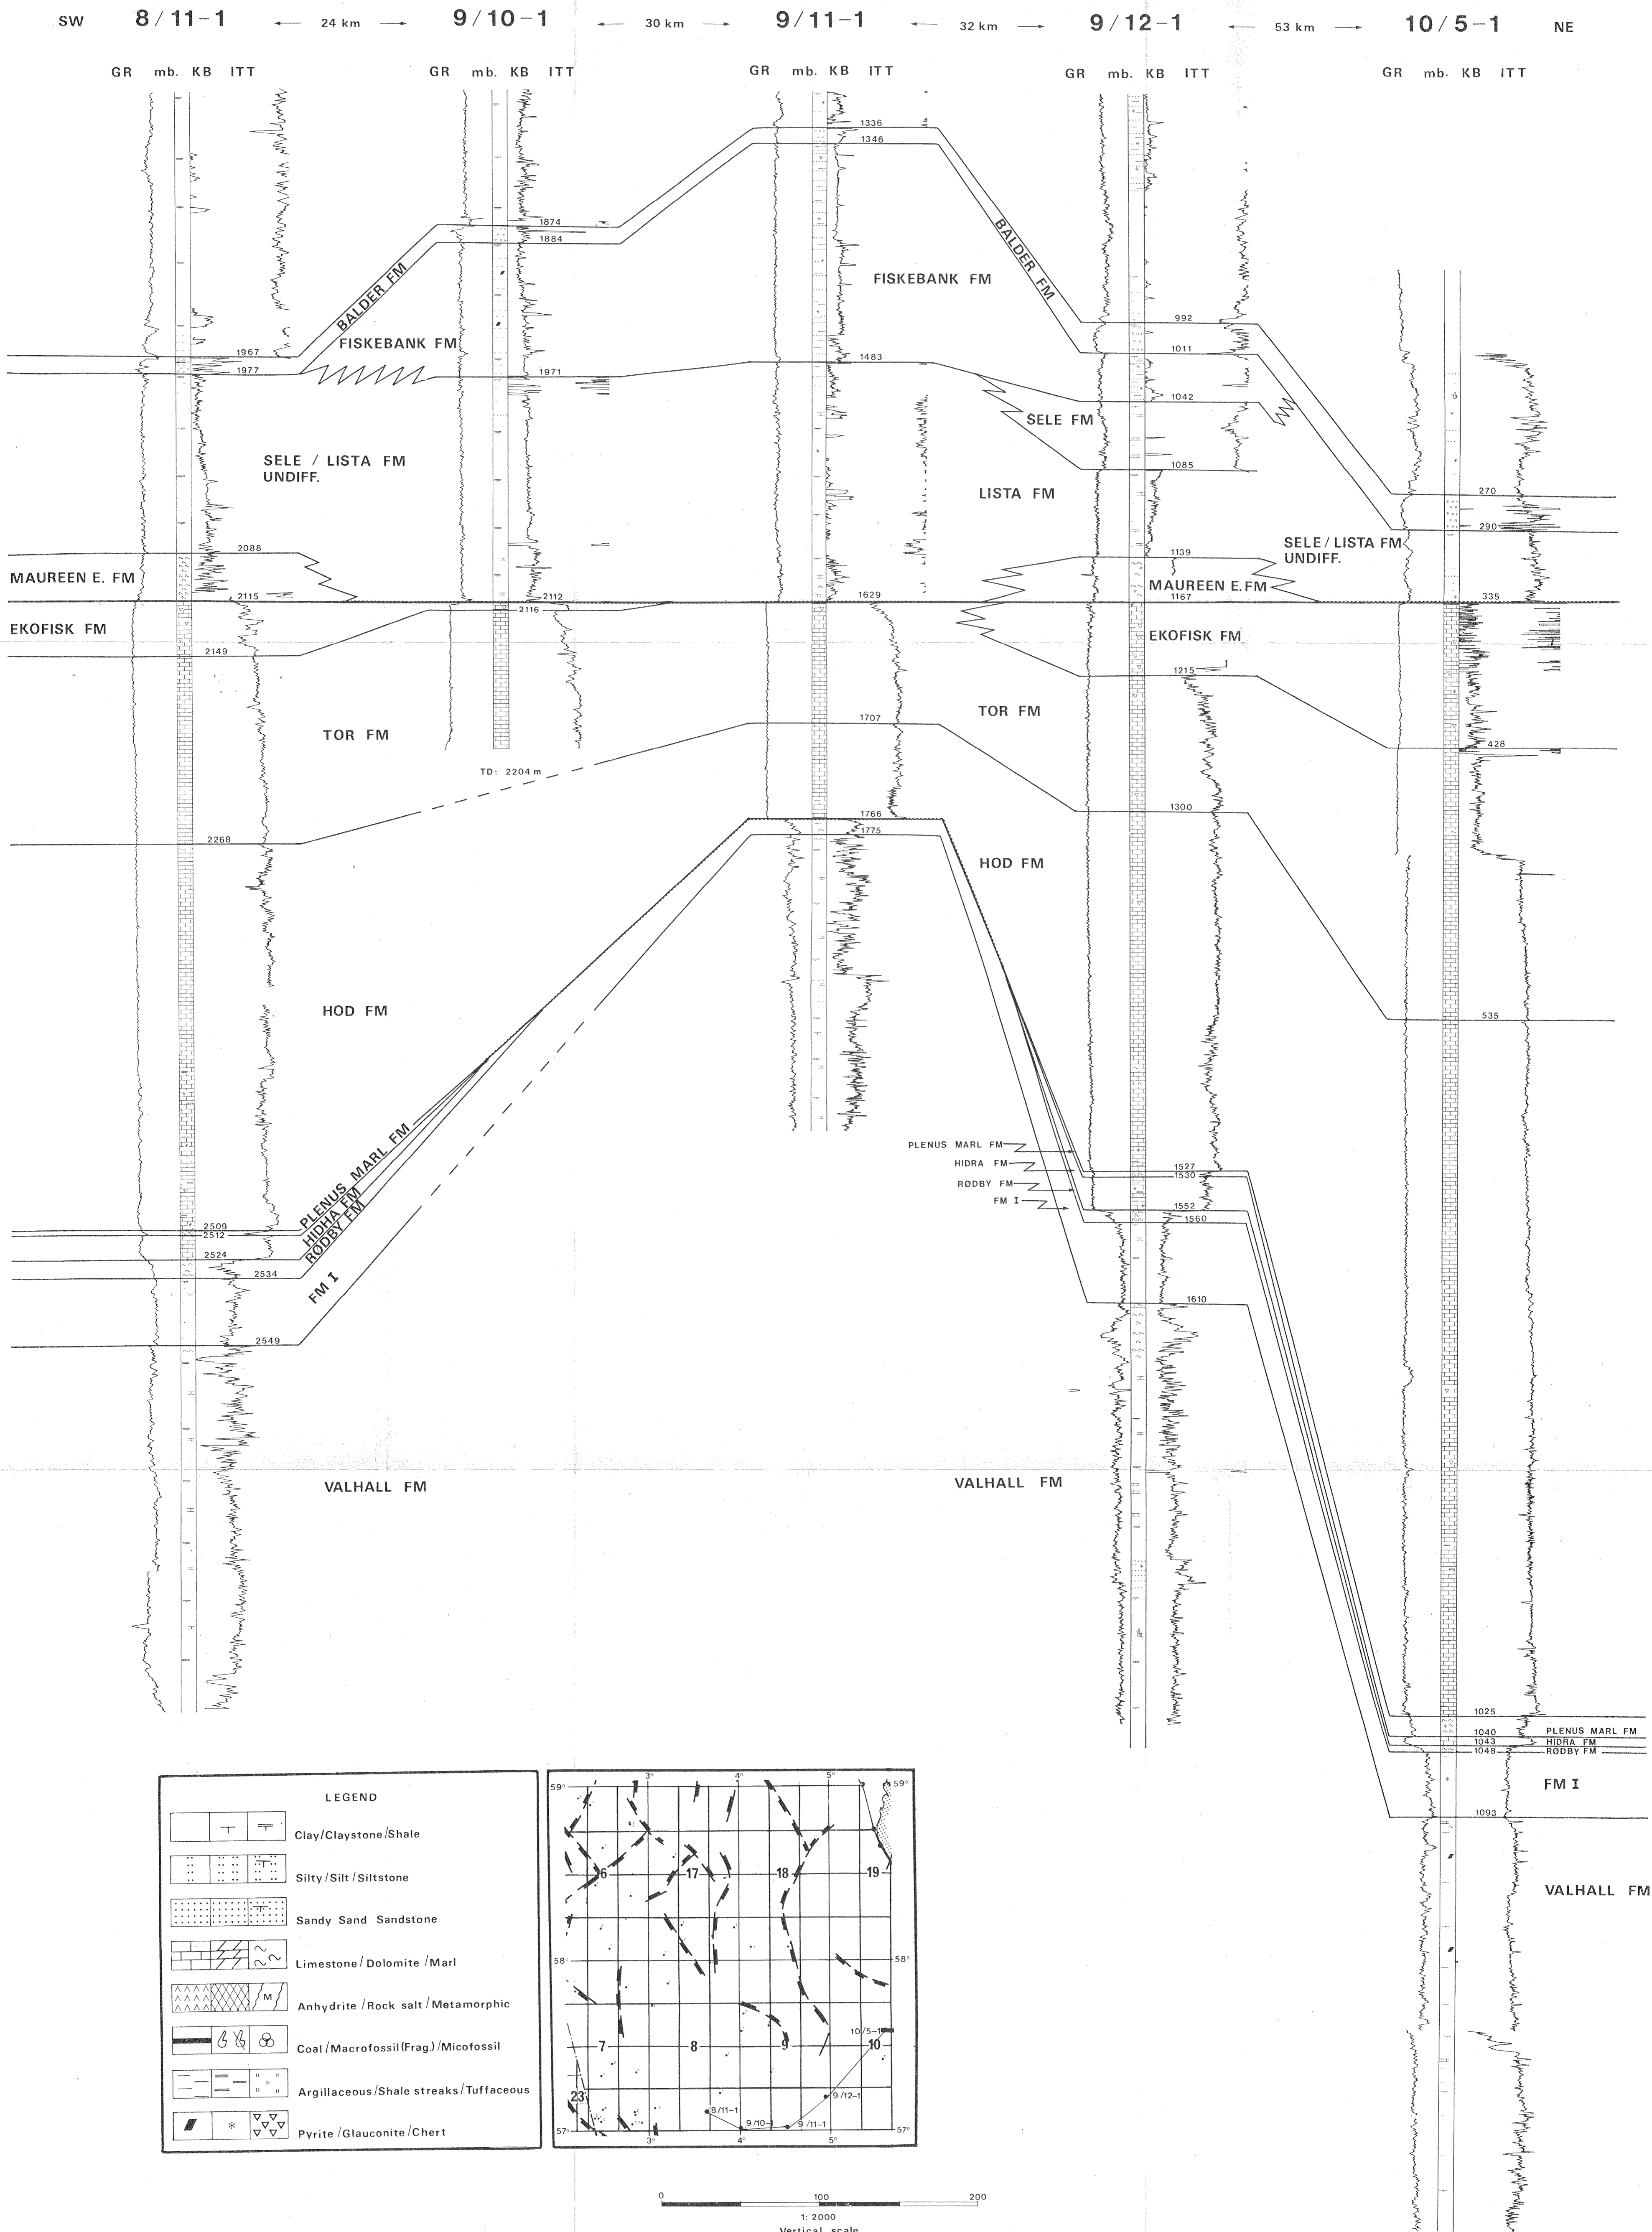 SW 8/11-1 24 km 9/10-1 30 km 9/11-1 32 km 9/12-1 53 km 10/5-1 NE
GR mb. KB ITT GR mb. KB ITT GR mb. KB ITT GR mb. KB ITT GR mb. KB ITT
1336
1346
1874
1884
BALDER FM
BALDER FM
FISKEBANK FM
992
FISKEBANK FM
1011
1967
1483
1977
1971
1042
SELE FM
SELE / LISTA FM
UNDIFF.
1085
LISTA FM
270
290
SELE/LISTA FM
UNDIFF.
2088
1139
MAUREEN E. FM
MAUREEN E.FM
2115
2112
1629
1167
335
2116
EKOFISK FM
EKOFISK FM
2149
1215
TOR FM
1707
TOR FM
428
TD: 2204 m
1300
1766
1775
2268
HOD FM
HOD FM
535
PLENUS MARL FM
HIDRA FM
RØDBY FM
FM I
1527
1530
1552
1560
PLENUS MARL FM
HIDHA FM
RØDBY FM
FM I
2509
2512
2524
2534
1610
2549
VALHALL FM
VALHALL FM
1025
1040 PLENUS MARL FM
1043 HIDRA FM
1048 RØDBY FM
FM I
1093
VALHALL FM
LEGEND
Clay/Claystone/Shale
Silty/Silt/Siltstone
Sandy Sand Sandstone
Limestone/Dolomite/Marl
M
Anhydrite/Rock salt/Metamorphic
Coal/Macrofossil(Frag.)/Micofossil
Argillaceous/Shale streaks/Tuffaceous
Pyrite/Glauconite/Chert
3° 4° 5°
59° 59°
6 17 18 19
58° 58°
10/5-1
7 8 9 10
23
8/11-1 9/10-1 9/11-1 9/12-1
57° 57°
3° 4° 5°
0 100 200
1: 2000
Vertical scale